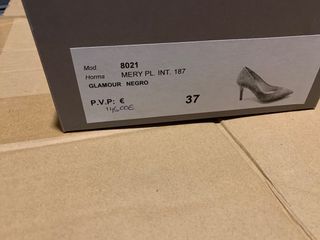 Mod. 8021
Horma MERY PL. INT. 187
GLAMOUR NEGRO
P.V.P: € 37